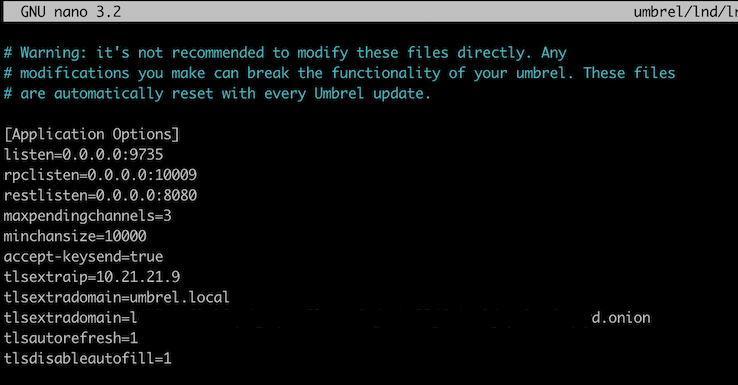 GNU nano 3.2 umbrel/lnd/l
# Warning: it's not recommended to modify these files directly. Any
# modifications you make can break the functionality of your umbrel. These files
# are automatically reset with every Umbrel update.
[Application Options]
listen=0.0.0.0:9735
rpclisten=0.0.0.0:10009
restlisten=0.0.0.0:8080
maxpendingchannels=3
minchansize=10000
accept-keysend=true
tlsextraip=10.21.21.9
tlsextradomain=umbrel.local
tlsextradomain=l d.onion
tlsautorefresh=1
tlsdisableautofill=1